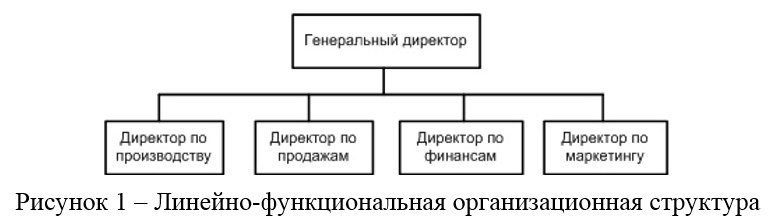 Генеральный директор
Директор по
производству
Директор по
продажам
Директор по
финансам
Директор по
маркетингу
Рисунок 1 – Линейно-функциональная организационная структура